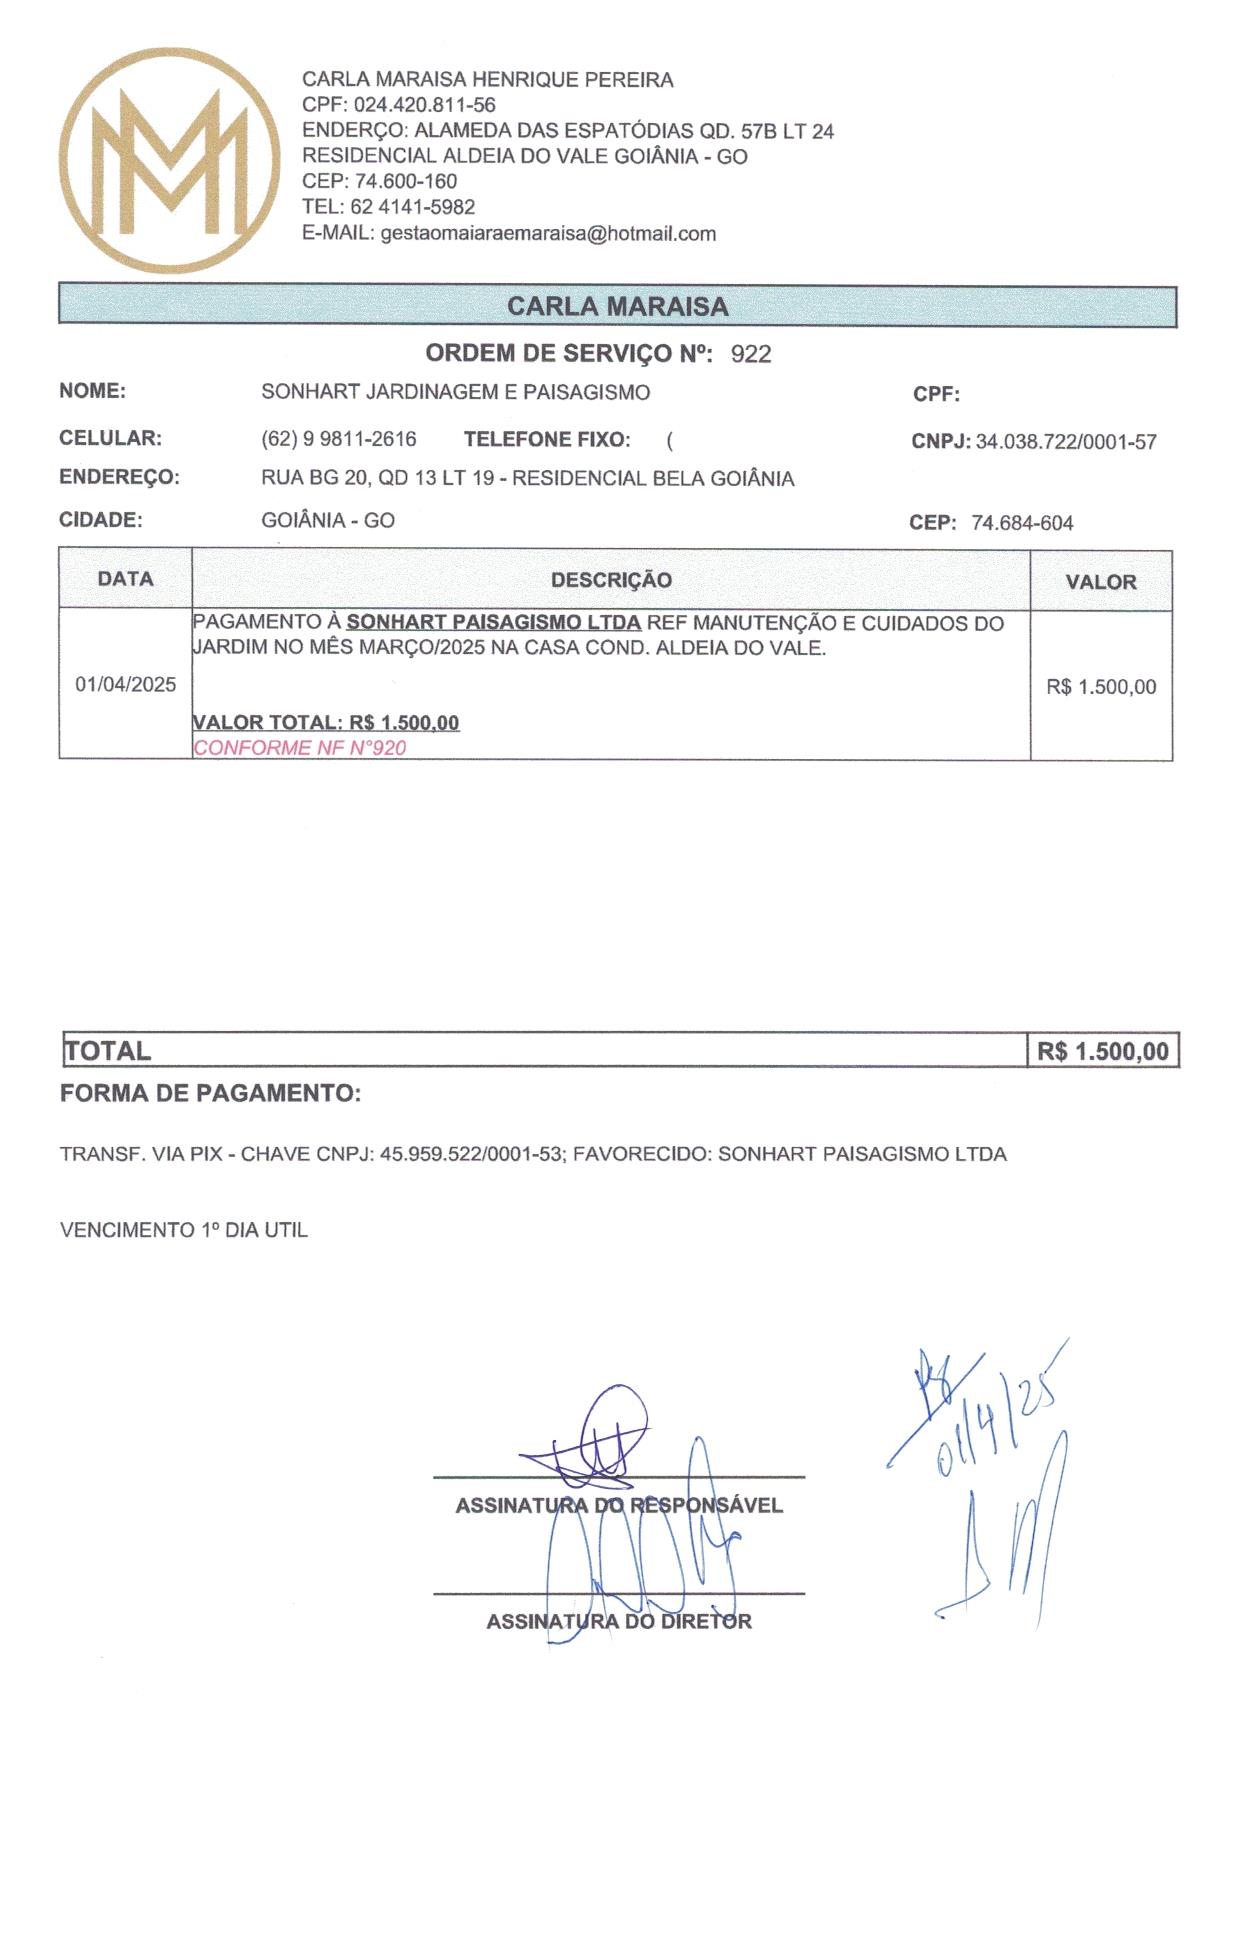 MM
CARLA MARAISA HENRIQUE PEREIRA
CPF: 024.420.811-56
ENDERÇO: ALAMEDA DAS ESPATÓDIAS QD. 57B LT 24
RESIDENCIAL ALDEIA DO VALE GOIÂNIA - GO
CEP: 74.600-160
TEL: 62 4141-5982
E-MAIL: gestaomaiaraemaraisa@hotmail.com
CARLA MARAISA
ORDEM DE SERVIÇO Nº: 922
NOME: SONHART JARDINAGEM E PAISAGISMO CPF:
CELULAR: (62) 9 9811-2616 TELEFONE FIXO: ( CNPJ: 34.038.722/0001-57
ENDEREÇO: RUA BG 20, QD 13 LT 19 - RESIDENCIAL BELA GOIÂNIA
CIDADE: GOIÂNIA - GO CEP: 74.684-604
DATA DESCRIÇÃO VALOR
PAGAMENTO À SONHART PAISAGISMO LTDA REF MANUTENÇÃO E CUIDADOS DO
JARDIM NO MÊS MARÇO/2025 NA CASA COND. ALDEIA DO VALE.
01/04/2025 R$ 1.500,00
VALOR TOTAL: R$ 1.500,00
CONFORME NF N°920
TOTAL R$ 1.500,00
FORMA DE PAGAMENTO:
TRANSF. VIA PIX - CHAVE CNPJ: 45.959.522/0001-53; FAVORECIDO: SONHART PAISAGISMO LTDA
VENCIMENTO 1º DIA UTIL
01/4/25
ASSINATURA DO RESPONSÁVEL
ASSINATURA DO DIRETOR